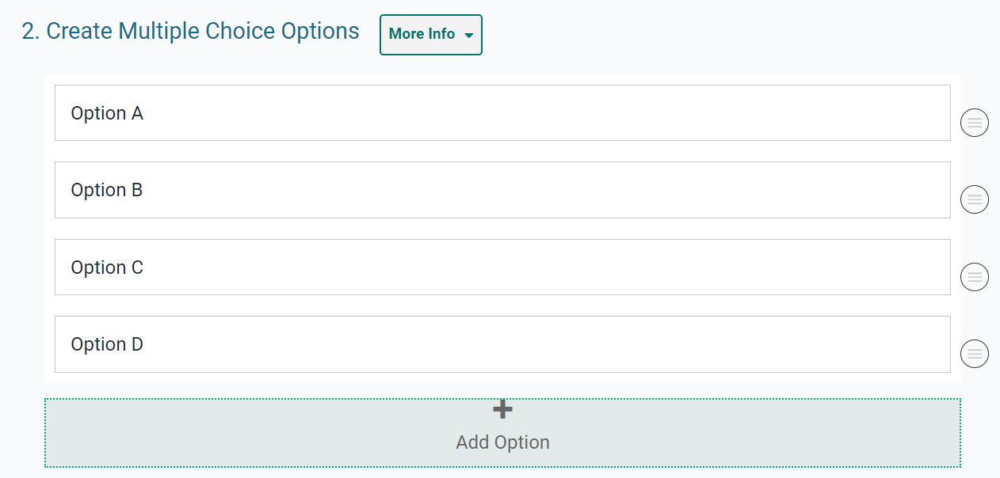 2. Create Multiple Choice Options
More Info
Option A
Option B
Option C
Option D
Add Option